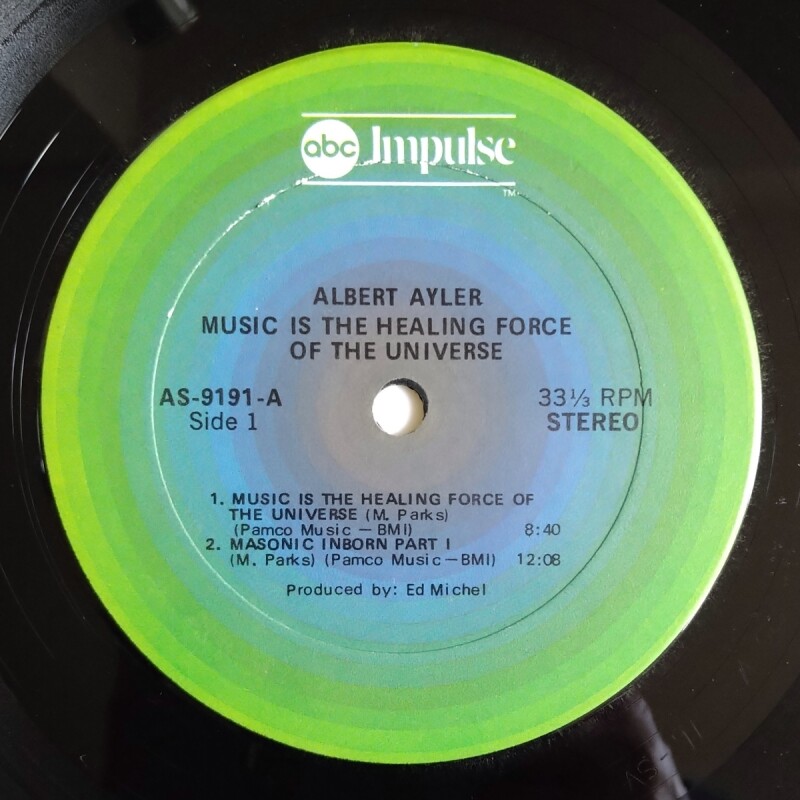 abc Impulse
TM
ALBERT AYLER
MUSIC IS THE HEALING FORCE
OF THE UNIVERSE
AS-9191-A
Side 1
33⅓ RPM
STEREO
1. MUSIC IS THE HEALING FORCE OF
THE UNIVERSE (M. Parks)
(Pamco Music — BMI) 8:40
2. MASONIC INBORN PART I
(M. Parks) (Pamco Music — BMI) 12:08
Produced by: Ed Michel